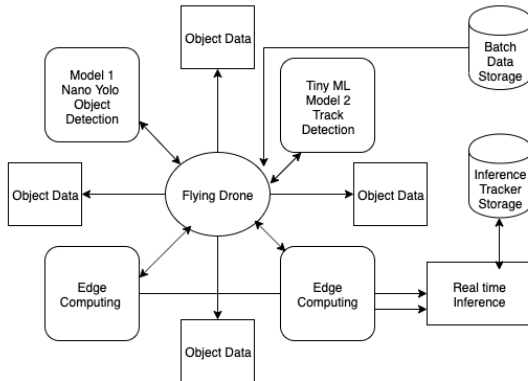 Object Data
Batch
Data
Storage
Model 1
Nano Yolo
Object
Detection
Tiny ML
Model 2
Track
Detection
Object Data
Flying Drone
Object Data
Inference
Tracker
Storage
Edge
Computing
Edge
Computing
Real time
Inference
Object Data